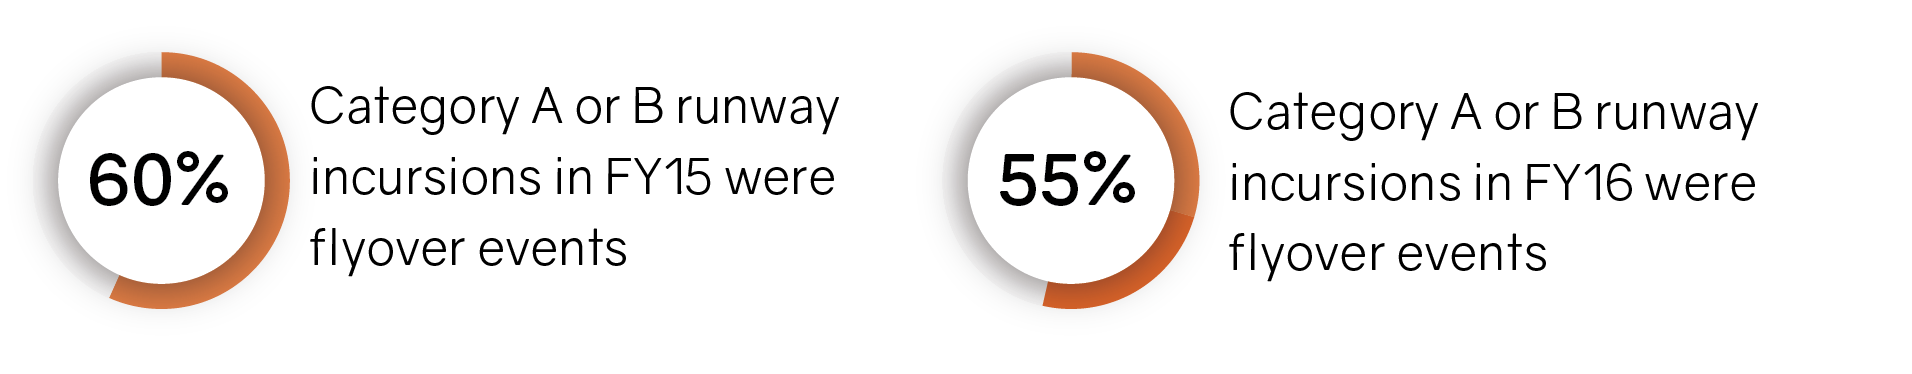 60%
Category A or B runway
incursions in FY15 were
flyover events
55%
Category A or B runway
incursions in FY16 were
flyover events